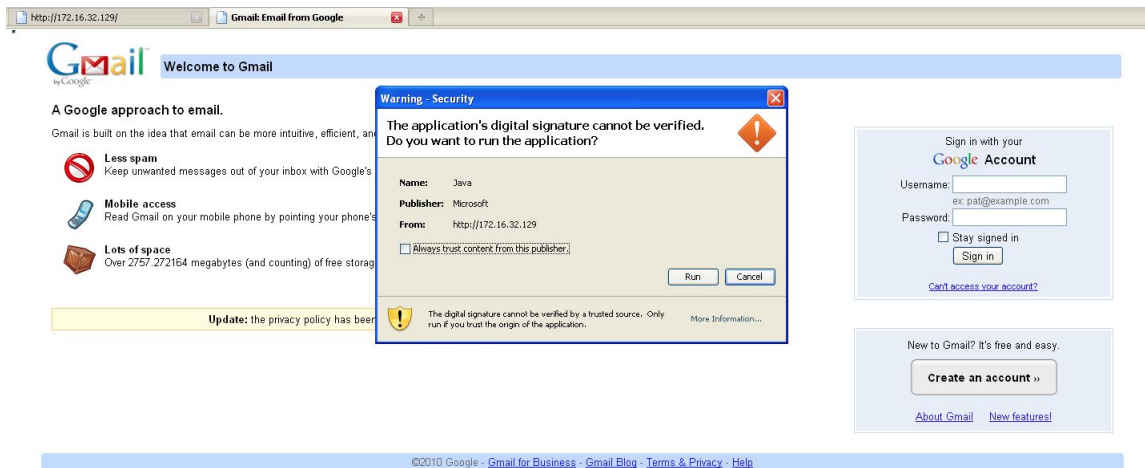 http://172.16.32.129/
Gmail: Email from Google
Gmail
by Google
Welcome to Gmail
A Google approach to email.
Gmail is built on the idea that email can be more intuitive, efficient, an
Less spam
Keep unwanted messages out of your inbox with Google's
Mobile access
Read Gmail on your mobile phone by pointing your phone's
Lots of space
Over 2757.272164 megabytes (and counting) of free storag
Update: the privacy policy has been
Warning - Security
The application's digital signature cannot be verified.
Do you want to run the application?
Name: Java
Publisher: Microsoft
From: http://172.16.32.129
Always trust content from this publisher.
Run Cancel
The digital signature cannot be verified by a trusted source. Only
run if you trust the origin of the application.
More Information...
Sign in with your
Google Account
Username:
ex: pat@example.com
Password:
Stay signed in
Sign in
Can't access your account?
New to Gmail? It's free and easy.
Create an account »
About Gmail New features!
©2010 Google - Gmail for Business - Gmail Blog - Terms & Privacy - Help